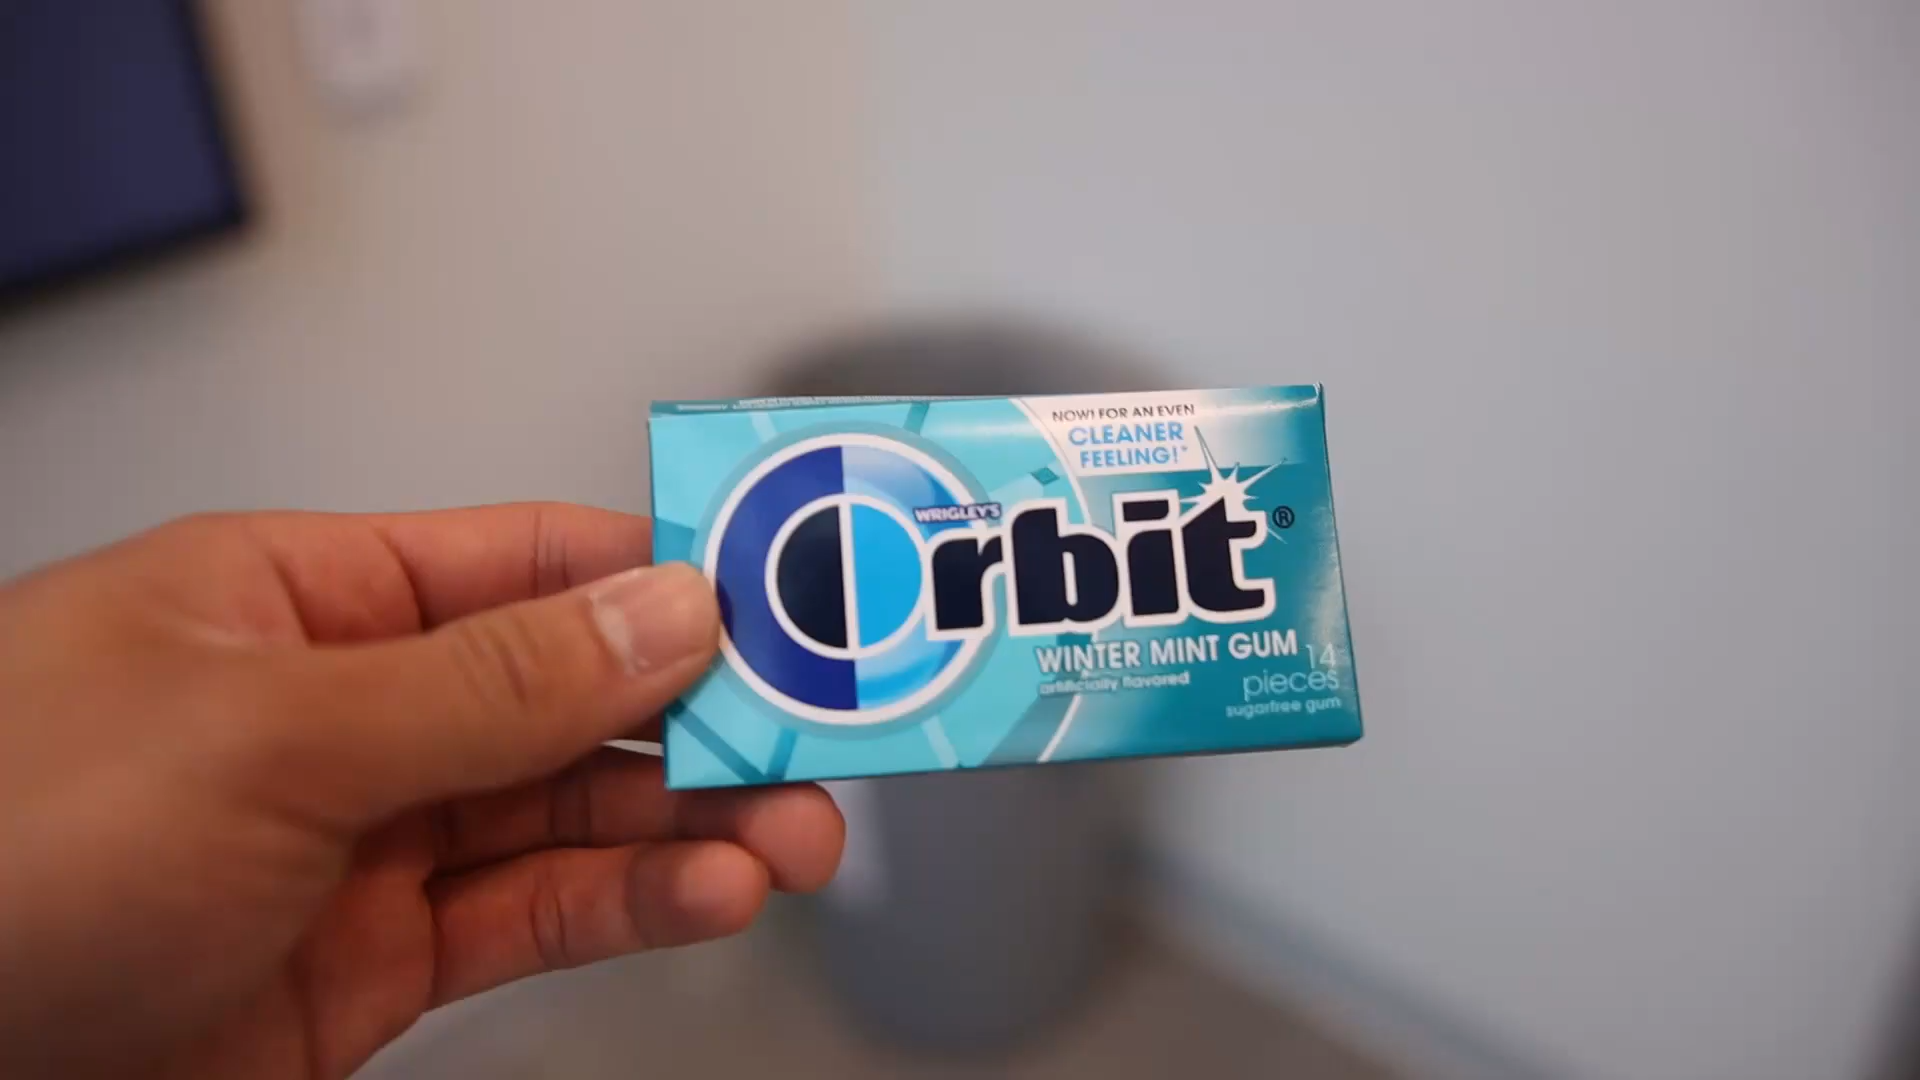 NOW! FOR AN EVEN
CLEANER
FEELING!"
WRIGLEY'S
Orbit®
WINTER MINT GUM
artificially flavored
14
pieces
sugarfree gum